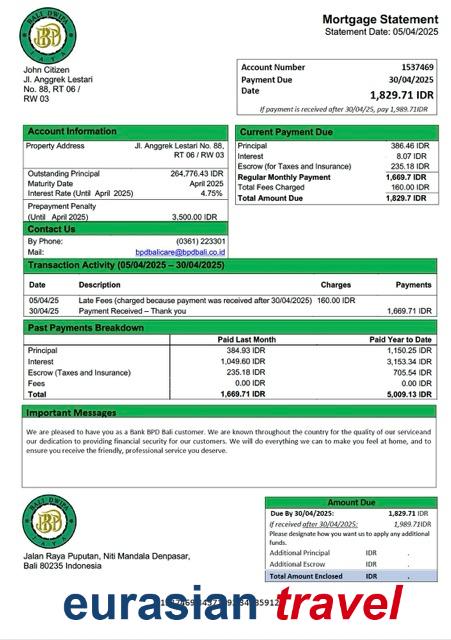 BALI DWIPA
JAYA
Mortgage Statement
Statement Date: 05/04/2025
John Citizen
Jl. Anggrek Lestari
No. 88, RT 06 /
RW 03
Account Number 1537469
Payment Due 30/04/2025
Date
1,829.71 IDR
If payment is received after 30/04/25, pay 1,989.71IDR
Account Information
Property Address Jl. Anggrek Lestari No. 88,
RT 06 / RW 03
Outstanding Principal 264,776.43 IDR
Maturity Date April 2025
Interest Rate (Until April 2025) 4.75%
Prepayment Penalty
(Until April 2025) 3,500.00 IDR
Contact Us
By Phone: (0361) 223301
Mail: bpdbalicare@bpdbali.co.id
Current Payment Due
Principal 386.46 IDR
Interest 8.07 IDR
Escrow (for Taxes and Insurance) 235.18 IDR
Regular Monthly Payment 1,669.7 IDR
Total Fees Charged 160.00 IDR
Total Amount Due 1,829.7 IDR
Transaction Activity (05/04/2025 – 30/04/2025)
Date Description Charges Payments
05/04/25 Late Fees (charged because payment was received after 30/04/2025) 160.00 IDR
30/04/25 Payment Received – Thank you 1,669.71 IDR
Past Payments Breakdown
Paid Last Month Paid Year to Date
Principal 384.93 IDR 1,150.25 IDR
Interest 1,049.60 IDR 3,153.34 IDR
Escrow (Taxes and Insurance) 235.18 IDR 705.54 IDR
Fees 0.00 IDR 0.00 IDR
Total 1,669.71 IDR 5,009.13 IDR
Important Messages
We are pleased to have you as a Bank BPD Bali customer. We are known throughout the country for the quality of our serviceand
our dedication to providing financial security for our customers. We will do everything we can to make you feel at home, and to
ensure you receive the friendly, professional service you deserve.
BALI DWIPA
JAYA
Jalan Raya Puputan, Niti Mandala Denpasar,
Bali 80235 Indonesia
Amount Due
Due By 30/04/2025: 1,829.71 IDR
If received after 30/04/2025: 1,989.71IDR
Please designate how you want us to apply any additional
funds.
Additional Principal IDR .
Additional Escrow IDR .
Total Amount Enclosed IDR .
eurasian travel